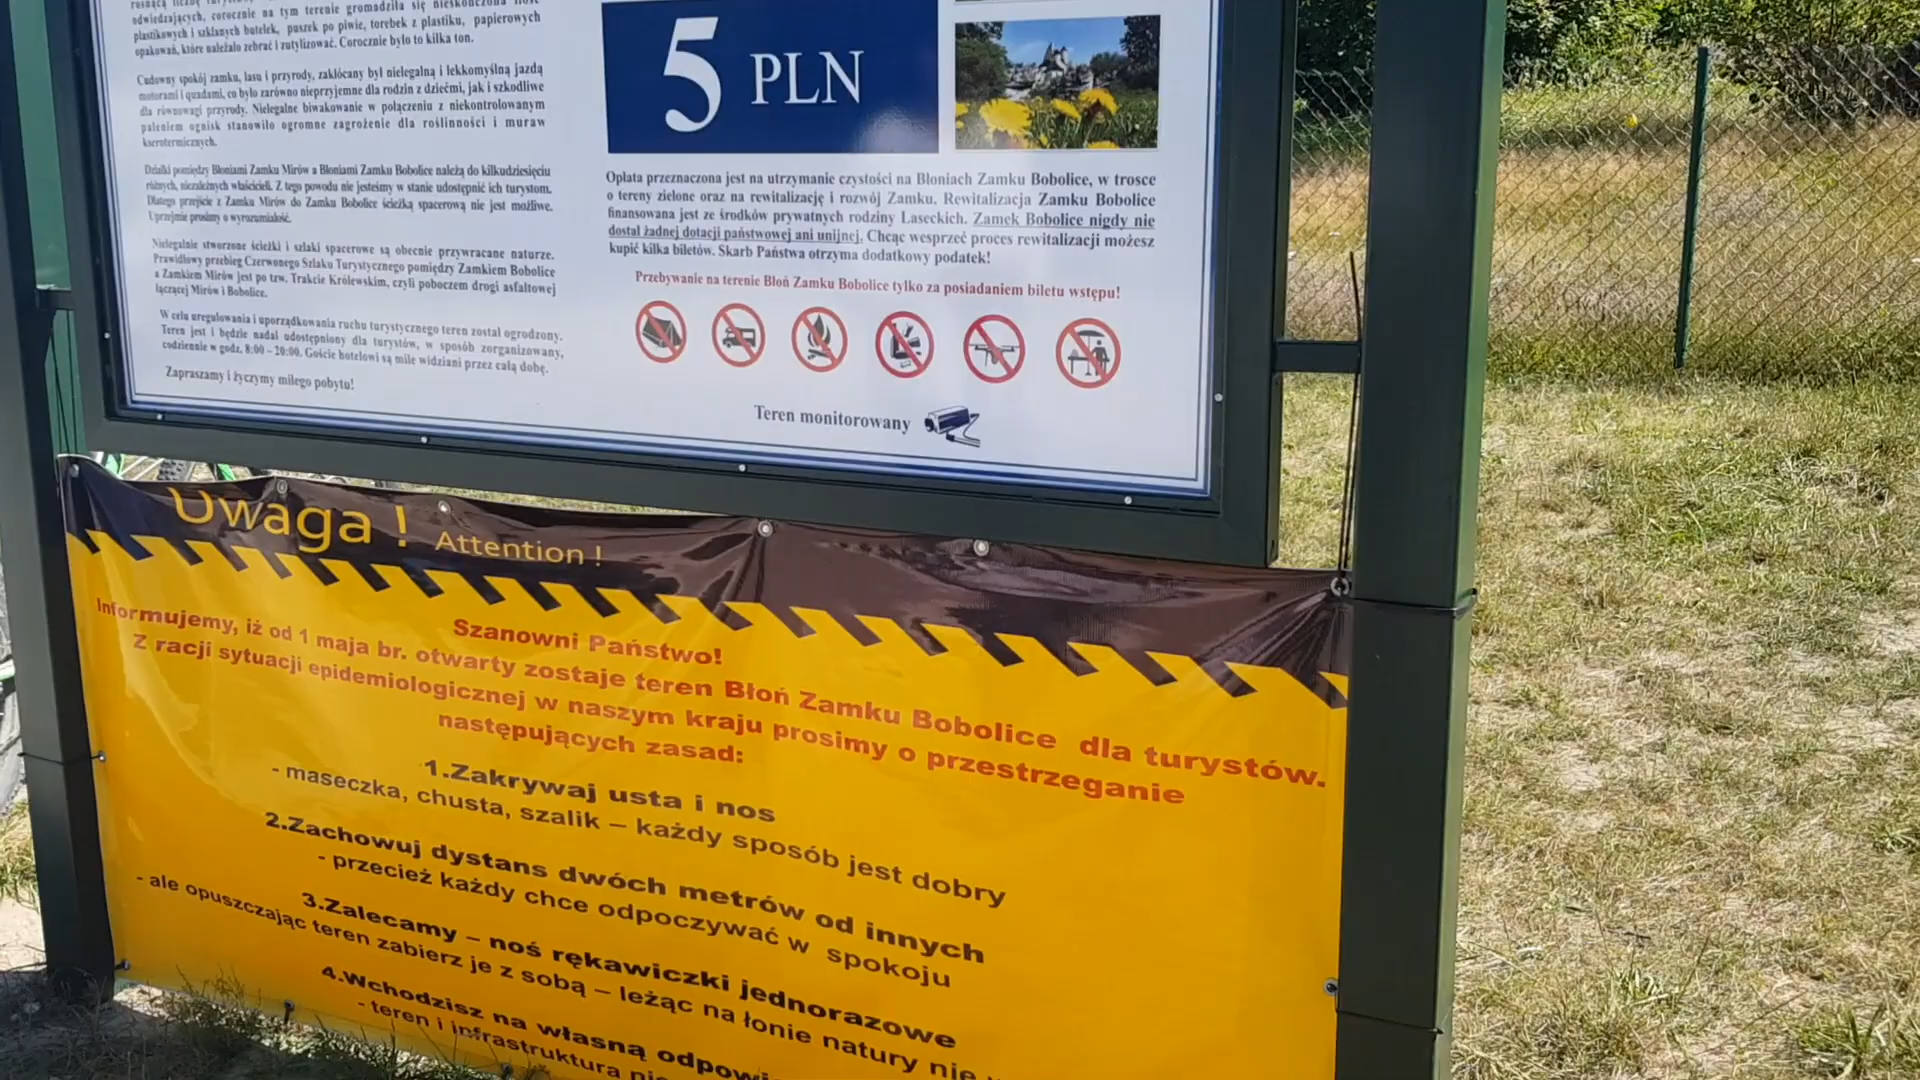 odwiedzających, corocznie na tym terenie gromadziła się nieskończona ilość
plastikowych i szklanych butelek, puszek po piwie, torebek z plastiku, papierowych
opakowań, które należało zebrać i zutylizować. Corocznie było to kilka ton.
Cudowny spokój zamku, lasu i przyrody, zakłócany był nielegalną i lekkomyślną jazdą
motorami i quadami, co było zarówno nieprzyjemne dla rodzin z dziećmi, jak i szkodliwe
dla równowagi przyrody. Nielegalne biwakowanie w połączeniu z niekontrolowanym
paleniem ognisk stanowiło ogromne zagrożenie dla roślinności i muraw
kserotermicznych.
Działki pomiędzy Błoniami Zamku Mirów a Błoniami Zamku Bobolice należą do kilkudziesięciu
różnych, niezależnych właścicieli. Z tego powodu nie jesteśmy w stanie udostępnić ich turystom.
Dlatego przejście z Zamku Mirów do Zamku Bobolice ścieżką spacerową nie jest możliwe.
Uprzejmie prosimy o wyrozumiałość.
Nielegalnie stworzone ścieżki i szlaki spacerowe są obecnie przywracane naturze.
Prawidłowy przebieg Czerwonego Szlaku Turystycznego pomiędzy Zamkiem Bobolice
a Zamkiem Mirów jest po tzw. Trakcie Królewskim, czyli poboczem drogi asfaltowej
łączącej Mirów i Bobolice.
W celu uregulowania i uporządkowania ruchu turystycznego teren został ogrodzony.
Teren jest i będzie nadal udostępniony dla turystów, w sposób zorganizowany,
codziennie w godz. 8:00 – 20:00. Goście hotelowi są mile widziani przez całą dobę.
Zapraszamy i życzymy miłego pobytu!
5 PLN
Opłata przeznaczona jest na utrzymanie czystości na Błoniach Zamku Bobolice, w trosce
o tereny zielone oraz na rewitalizację i rozwój Zamku. Rewitalizacja Zamku Bobolice
finansowana jest ze środków prywatnych rodziny Laseckich. Zamek Bobolice nigdy nie
dostał żadnej dotacji państwowej ani unijnej. Chcąc wesprzeć proces rewitalizacji możesz
kupić kilka biletów. Skarb Państwa otrzyma dodatkowy podatek!
Przebywanie na terenie Błoń Zamku Bobolice tylko za posiadaniem biletu wstępu!
Teren monitorowany
Uwaga ! Attention !
Szanowni Państwo!
Informujemy, iż od 1 maja br. otwarty zostaje teren Błoń Zamku Bobolice dla turystów.
Z racji sytuacji epidemiologicznej w naszym kraju prosimy o przestrzeganie
następujących zasad:
1.Zakrywaj usta i nos
- maseczka, chusta, szalik – każdy sposób jest dobry
2.Zachowuj dystans dwóch metrów od innych
- przecież każdy chce odpoczywać w spokoju
3.Zalecamy – noś rękawiczki jednorazowe
- ale opuszczając teren zabierz je z sobą – leżąc na łonie natury nie
4.Wchodzisz na własną
- teren i infrastruktura